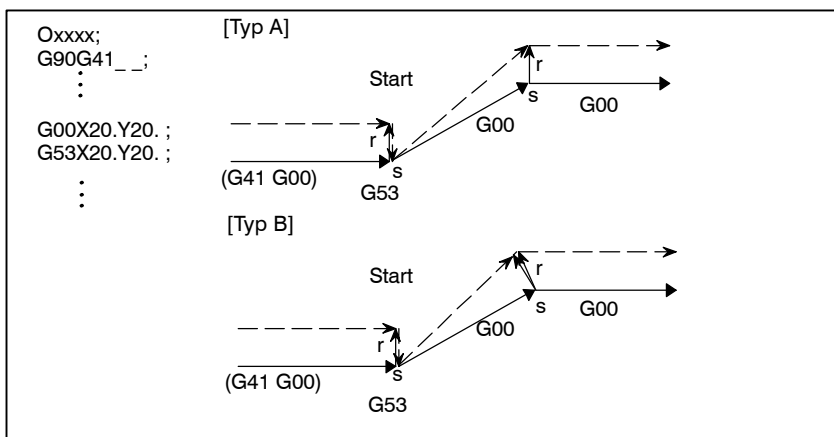 Oxxxx;
G90G41_ _;
G00X20.Y20. ;
G53X20.Y20. ;
[Typ A]
Start
r
s
G00
G00
r
s
(G41 G00)
G53
[Typ B]
Start
r
s
G00
G00
r
s
(G41 G00)
G53